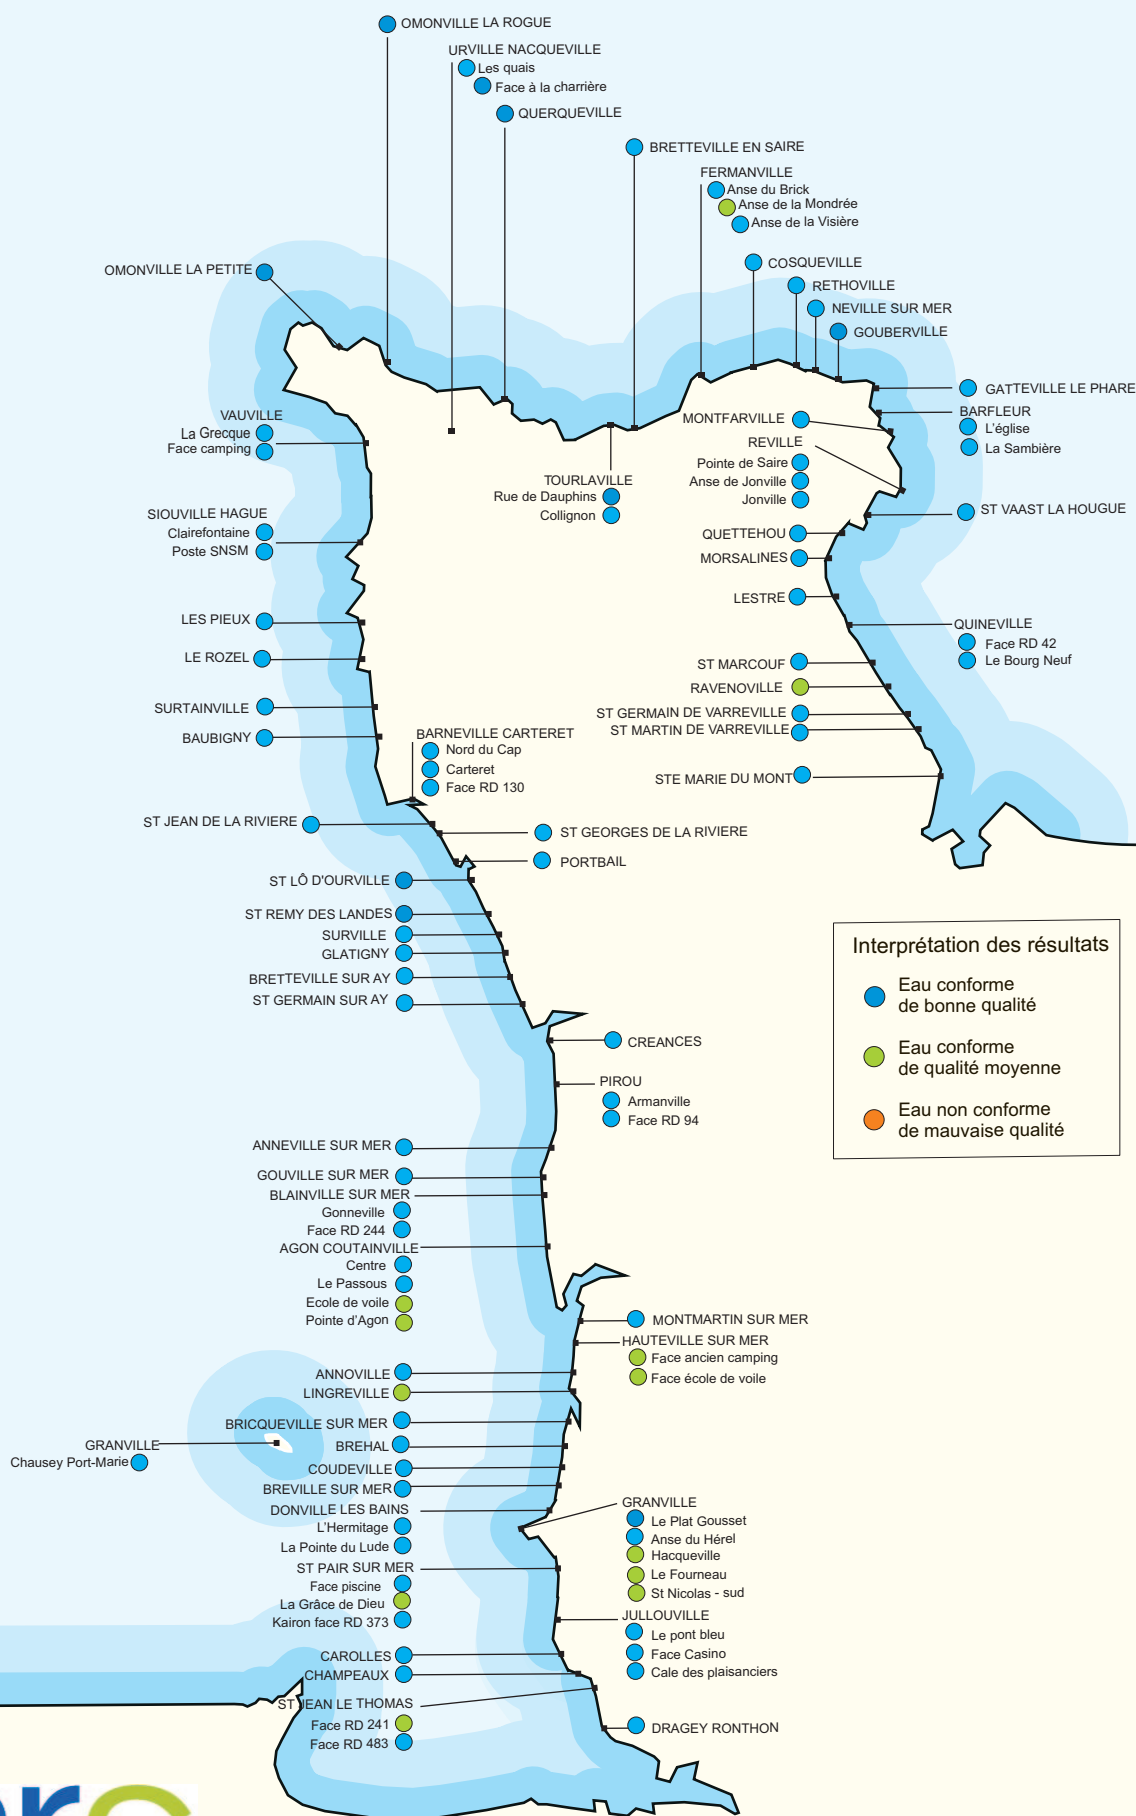 OMONVILLE LA ROGUE
URVILLE NACQUEVILLE
Les quais
Face à la charrière
QUERQUEVILLE
BRETTEVILLE EN SAIRE
FERMANVILLE
Anse du Brick
Anse de la Mondrée
Anse de la Visière
COSQUEVILLE
RETHOVILLE
NEVILLE SUR MER
GOUBERVILLE
OMONVILLE LA PETITE
GATTEVILLE LE PHARE
BARFLEUR
L'église
La Sambière
VAUVILLE
La Grecque
Face camping
MONTFARVILLE
REVILLE
Pointe de Saire
Anse de Jonville
Jonville
TOURLAVILLE
Rue de Dauphins
Collignon
ST VAAST LA HOUGUE
SIOUVILLE HAGUE
Clairefontaine
Poste SNSM
QUETTEHOU
MORSALINES
LESTRE
QUINEVILLE
Face RD 42
Le Bourg Neuf
LES PIEUX
LE ROZEL
ST MARCOUF
RAVENOVILLE
ST GERMAIN DE VARREVILLE
ST MARTIN DE VARREVILLE
STE MARIE DU MONT
SURTAINVILLE
BAUBIGNY
BARNEVILLE CARTERET
Nord du Cap
Carteret
Face RD 130
ST JEAN DE LA RIVIERE
ST GEORGES DE LA RIVIERE
PORTBAIL
ST LÔ D'OURVILLE
ST REMY DES LANDES
SURVILLE
GLATIGNY
BRETTEVILLE SUR AY
ST GERMAIN SUR AY
Interprétation des résultats
Eau conforme
de bonne qualité
Eau conforme
de qualité moyenne
Eau non conforme
de mauvaise qualité
CREANCES
PIROU
Armanville
Face RD 94
ANNEVILLE SUR MER
GOUVILLE SUR MER
BLAINVILLE SUR MER
Gonneville
Face RD 244
AGON COUTAINVILLE
Centre
Le Passous
Ecole de voile
Pointe d'Agon
MONTMARTIN SUR MER
HAUTEVILLE SUR MER
Face ancien camping
Face école de voile
ANNOVILLE
LINGREVILLE
BRICQUEVILLE SUR MER
GRANVILLE
Chausey Port-Marie
BREHAL
COUDEVILLE
BREVILLE SUR MER
DONVILLE LES BAINS
L'Hermitage
La Pointe du Lude
GRANVILLE
Le Plat Gousset
Anse du Hérel
Hacqueville
Le Fourneau
St Nicolas - sud
ST PAIR SUR MER
Face piscine
La Grâce de Dieu
Kairon face RD 373
JULLOUVILLE
Le pont bleu
Face Casino
Cale des plaisanciers
CAROLLES
CHAMPEAUX
ST JEAN LE THOMAS
Face RD 241
Face RD 483
DRAGEY RONTHON